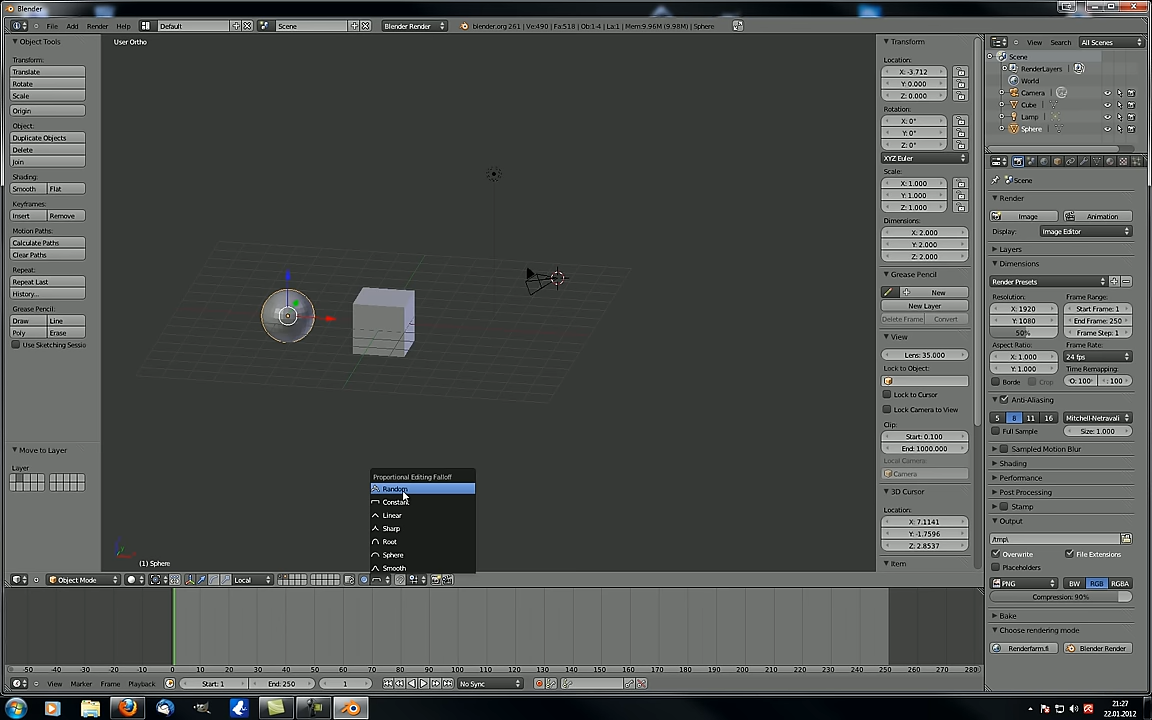 Blender
File Add Render Help Default Scene Blender Render blender.org 261 | Ve:490 | Fa:518 | Ob:1-4 | La:1 | Mem:9.96M (9.98M) | Sphere
Object Tools
Transform:
Translate
Rotate
Scale
Origin
Object:
Duplicate Objects
Delete
Join
Shading:
Smooth Flat
Keyframes:
Insert Remove
Motion Paths:
Calculate Paths
Clear Paths
Repeat:
Repeat Last
History...
Grease Pencil:
Draw Line
Poly Erase
Use Sketching Sessio
Move to Layer
Layer
User Ortho
Proportional Editing Falloff
Random
Constant
Linear
Sharp
Root
Sphere
Smooth
(1) Sphere
Object Mode Local
Transform
Location:
X: -3.712
Y: 0.000
Z: 0.000
Rotation:
X: 0°
Y: 0°
Z: 0°
XYZ Euler
Scale:
X: 1.000
Y: 1.000
Z: 1.000
Dimensions:
X: 2.000
Y: 2.000
Z: 2.000
Grease Pencil
New
New Layer
Delete Frame Convert
View
Lens: 35.000
Lock to Object:
Lock to Cursor
Lock Camera to View
Clip:
Start: 0.100
End: 1000.000
Local Camera:
Camera
3D Cursor
Location:
X: 7.1141
Y: -1.7596
Z: 2.8537
Item
View Search All Scenes
Scene
RenderLayers
World
Camera
Cube
Lamp
Sphere
Scene
Render
Image Animation
Display: Image Editor
Layers
Dimensions
Render Presets
Resolution: Frame Range:
X: 1920 Start Frame: 1
Y: 1080 End Frame: 250
50% Frame Step: 1
Aspect Ratio: Frame Rate:
X: 1.000 24 fps
Y: 1.000 Time Remapping:
Borde Crop O: 100 : 100
Anti-Aliasing
5 8 11 16 Mitchell-Netravali
Full Sample Size: 1.000
Sampled Motion Blur
Shading
Performance
Post Processing
Stamp
Output
/tmp\
Overwrite File Extensions
Placeholders
PNG BW RGB RGBA
Compression: 90%
Bake
Choose rendering mode
Renderfarm.fi Blender Render
-50 -40 -30 -20 -10 0 10 20 30 40 50 60 70 80 90 100 110 120 130 140 150 160 170 180 190 200 210 220 230 240 250 260 270 280
View Marker Frame Playback Start: 1 End: 250 1 No Sync
21:27
22.01.2012